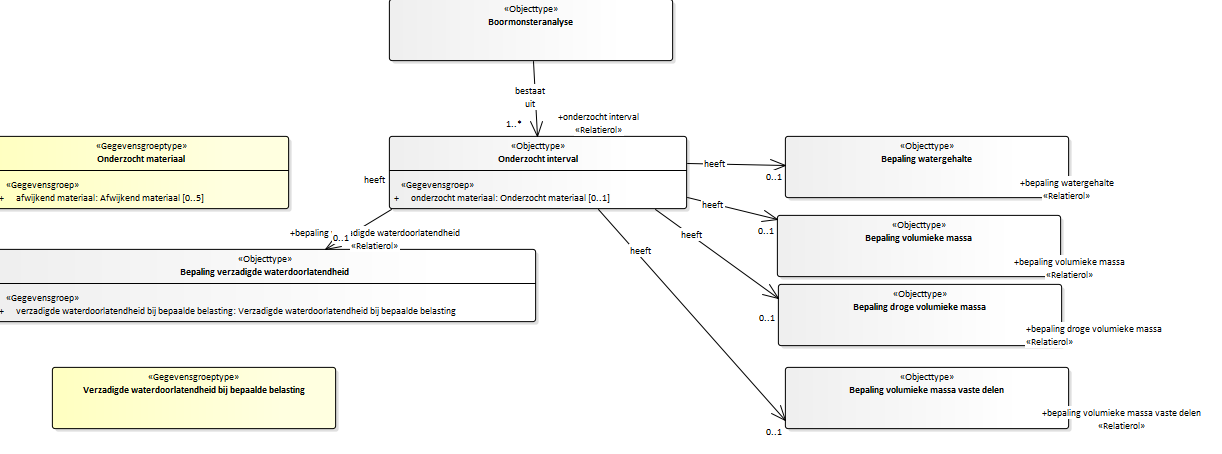 «Objecttype»
Boormonsteranalyse
bestaat
uit
1..*
+onderzocht interval
«Relatierol»
«Gegevensgroeptype»
Onderzocht materiaal
«Gegevensgroep»
+ afwijkend materiaal: Afwijkend materiaal [0..5]
heeft
«Objecttype»
Onderzocht interval
«Gegevensgroep»
+ onderzocht materiaal: Onderzocht materiaal [0..1]
heeft
0..1
«Objecttype»
Bepaling watergehalte
+bepaling watergehalte
«Relatierol»
heeft
0..1
«Objecttype»
Bepaling volumieke massa
+bepaling volumieke massa
«Relatierol»
heeft
0..1
«Objecttype»
Bepaling droge volumieke massa
+bepaling droge volumieke massa
«Relatierol»
heeft
0..1
«Objecttype»
Bepaling volumieke massa vaste delen
+bepaling volumieke massa vaste delen
«Relatierol»
+bepaling waterdoorlatendheid
0..1
«Relatierol»
«Objecttype»
Bepaling verzadigde waterdoorlatendheid
«Gegevensgroep»
+ verzadigde waterdoorlatendheid bij bepaalde belasting: Verzadigde waterdoorlatendheid bij bepaalde belasting
«Gegevensgroeptype»
Verzadigde waterdoorlatendheid bij bepaalde belasting